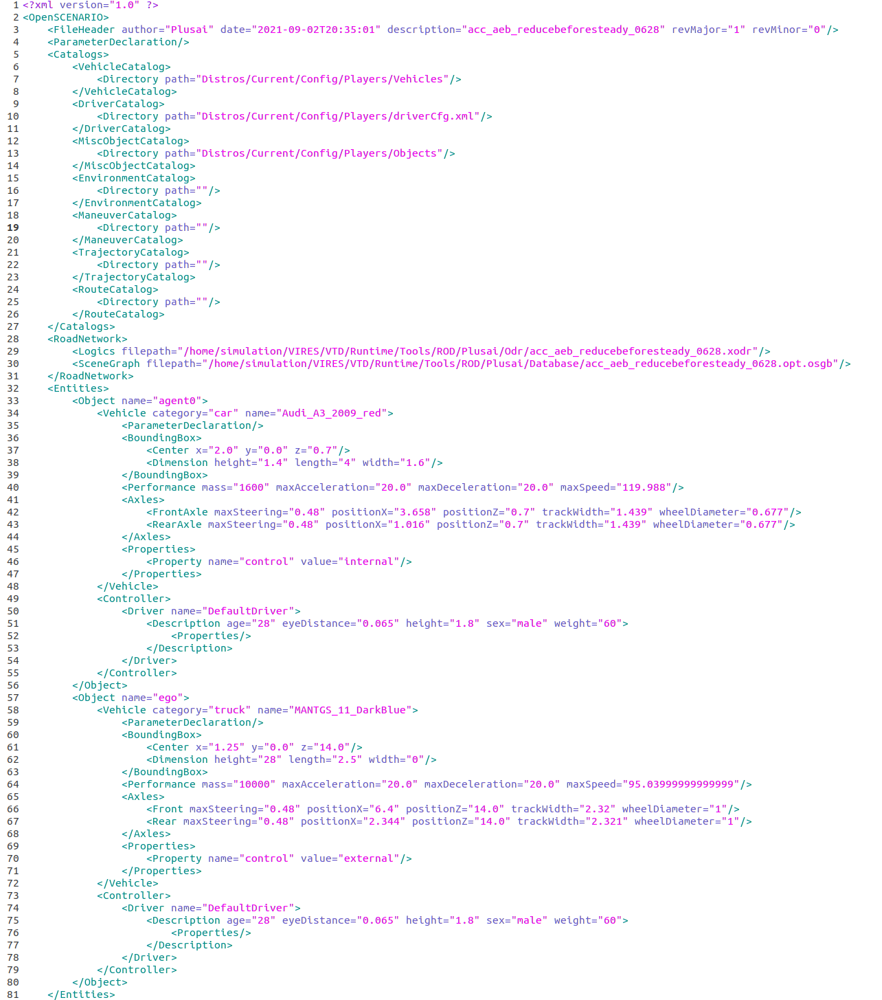 1 <?xml version="1.0" ?>
2 <OpenSCENARIO>
3     <FileHeader author="Plusai" date="2021-09-02T20:35:01" description="acc_aeb_reducebeforesteady_0628" revMajor="1" revMinor="0"/>
4     <ParameterDeclaration/>
5     <Catalogs>
6         <VehicleCatalog>
7             <Directory path="Distros/Current/Config/Players/Vehicles"/>
8         </VehicleCatalog>
9         <DriverCatalog>
10             <Directory path="Distros/Current/Config/Players/driverCfg.xml"/>
11         </DriverCatalog>
12         <MiscObjectCatalog>
13             <Directory path="Distros/Current/Config/Players/Objects"/>
14         </MiscObjectCatalog>
15         <EnvironmentCatalog>
16             <Directory path=""/>
17         </EnvironmentCatalog>
18         <ManeuverCatalog>
19             <Directory path=""/>
20         </ManeuverCatalog>
21         <TrajectoryCatalog>
22             <Directory path=""/>
23         </TrajectoryCatalog>
24         <RouteCatalog>
25             <Directory path=""/>
26         </RouteCatalog>
27     </Catalogs>
28     <RoadNetwork>
29         <Logics filepath="/home/simulation/VIRES/VTD/Runtime/Tools/ROD/Plusai/Odr/acc_aeb_reducebeforesteady_0628.xodr"/>
30         <SceneGraph filepath="/home/simulation/VIRES/VTD/Runtime/Tools/ROD/Plusai/Database/acc_aeb_reducebeforesteady_0628.opt.osgb"/>
31     </RoadNetwork>
32     <Entities>
33         <Object name="agent0">
34             <Vehicle category="car" name="Audi_A3_2009_red">
35                 <ParameterDeclaration/>
36                 <BoundingBox>
37                     <Center x="2.0" y="0.0" z="0.7"/>
38                     <Dimension height="1.4" length="4" width="1.6"/>
39                 </BoundingBox>
40                 <Performance mass="1600" maxAcceleration="20.0" maxDeceleration="20.0" maxSpeed="119.988"/>
41                 <Axles>
42                     <FrontAxle maxSteering="0.48" positionX="3.658" positionZ="0.7" trackWidth="1.439" wheelDiameter="0.677"/>
43                     <RearAxle maxSteering="0.48" positionX="1.016" positionZ="0.7" trackWidth="1.439" wheelDiameter="0.677"/>
44                 </Axles>
45                 <Properties>
46                     <Property name="control" value="internal"/>
47                 </Properties>
48             </Vehicle>
49             <Controller>
50                 <Driver name="DefaultDriver">
51                     <Description age="28" eyeDistance="0.065" height="1.8" sex="male" weight="60">
52                         <Properties/>
53                     </Description>
54                 </Driver>
55             </Controller>
56         </Object>
57         <Object name="ego">
58             <Vehicle category="truck" name="MANTGS_11_DarkBlue">
59                 <ParameterDeclaration/>
60                 <BoundingBox>
61                     <Center x="1.25" y="0.0" z="14.0"/>
62                     <Dimension height="28" length="2.5" width="0"/>
63                 </BoundingBox>
64                 <Performance mass="10000" maxAcceleration="20.0" maxDeceleration="20.0" maxSpeed="95.03999999999999"/>
65                 <Axles>
66                     <Front maxSteering="0.48" positionX="6.4" positionZ="14.0" trackWidth="2.32" wheelDiameter="1"/>
67                     <Rear maxSteering="0.48" positionX="2.344" positionZ="14.0" trackWidth="2.321" wheelDiameter="1"/>
68                 </Axles>
69                 <Properties>
70                     <Property name="control" value="external"/>
71                 </Properties>
72             </Vehicle>
73             <Controller>
74                 <Driver name="DefaultDriver">
75                     <Description age="28" eyeDistance="0.065" height="1.8" sex="male" weight="60">
76                         <Properties/>
77                     </Description>
78                 </Driver>
79             </Controller>
80         </Object>
81     </Entities>